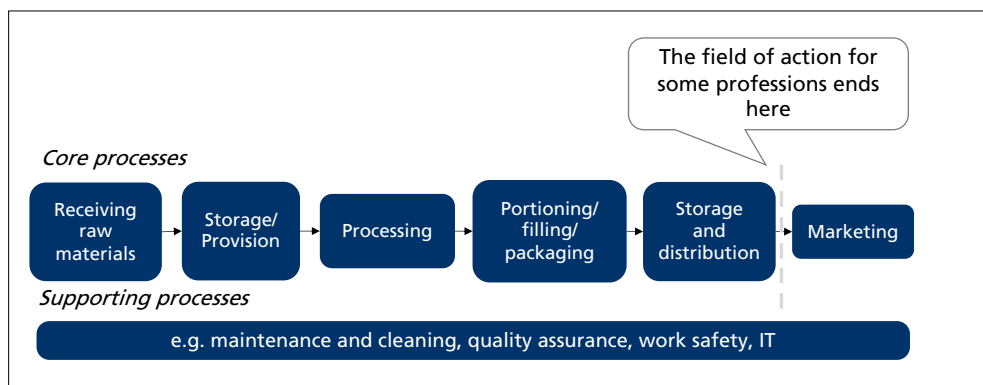 The field of action for
some professions ends
here
Core processes
Receiving
raw
materials
Storage/
Provision
Processing
Portioning/
filling/
packaging
Storage
and
distribution
Marketing
Supporting processes
e.g. maintenance and cleaning, quality assurance, work safety, IT